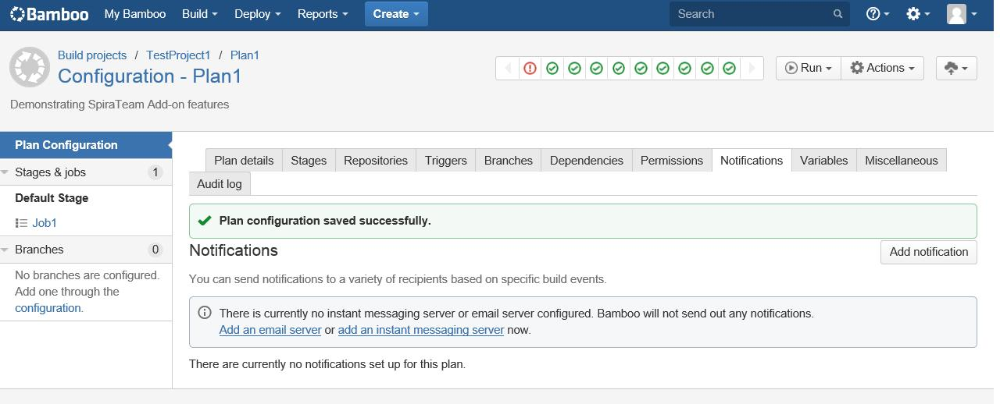 Bamboo My Bamboo Build Deploy Reports Create Search
Build projects / TestProject1 / Plan1
Configuration - Plan1
Run Actions
Demonstrating SpiraTeam Add-on features
Plan Configuration
Stages & jobs 1
Default Stage
Job1
Branches 0
No branches are configured.
Add one through the
configuration.
Plan details Stages Repositories Triggers Branches Dependencies Permissions Notifications Variables Miscellaneous
Audit log
Plan configuration saved successfully.
Notifications
Add notification
You can send notifications to a variety of recipients based on specific build events.
There is currently no instant messaging server or email server configured. Bamboo will not send out any notifications.
Add an email server or add an instant messaging server now.
There are currently no notifications set up for this plan.